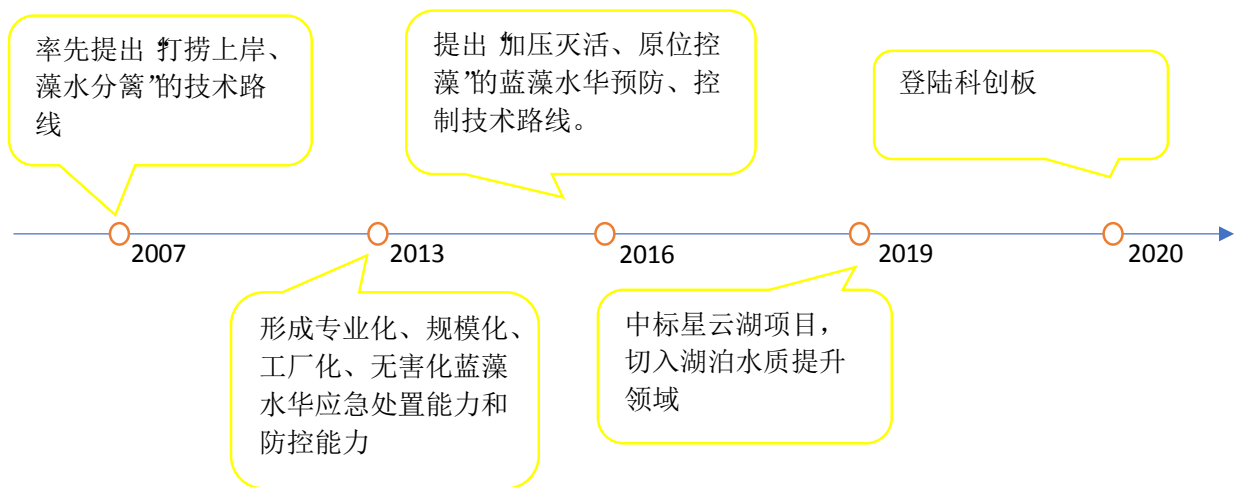 率先提出“打捞上岸、
藻水分篱”的技术路
线
提出“加压灭活、原位控
藻”的蓝藻水华预防、控
制技术路线。
登陆科创板
2007
2013
2016
2019
2020
形成专业化、规模化、
工厂化、无害化蓝藻
水华应急处置能力和
防控能力
中标星云湖项目，
切入湖泊水质提升
领域